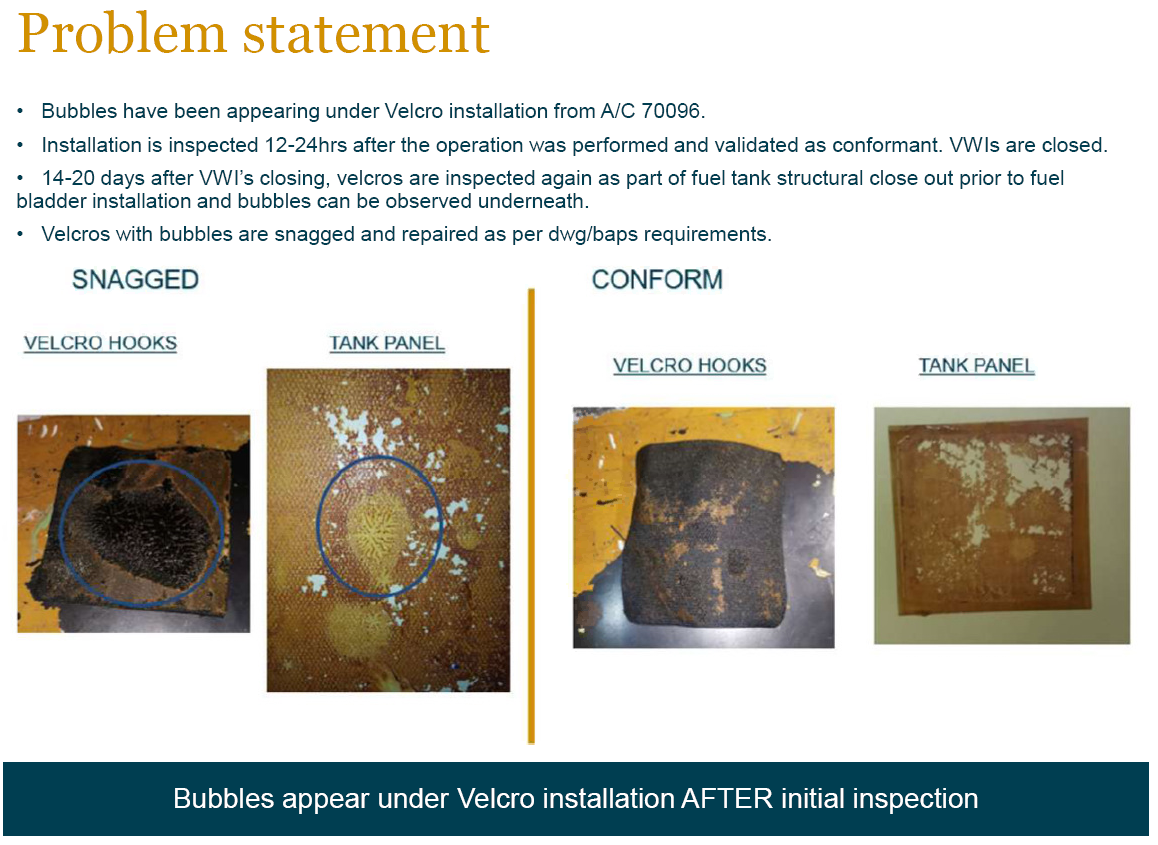 Problem statement
• Bubbles have been appearing under Velcro installation from A/C 70096.
• Installation is inspected 12-24hrs after the operation was performed and validated as conformant. VWIs are closed.
• 14-20 days after VWI's closing, velcros are inspected again as part of fuel tank structural close out prior to fuel
bladder installation and bubbles can be observed underneath.
• Velcros with bubbles are snagged and repaired as per dwg/baps requirements.
SNAGGED
VELCRO HOOKS
TANK PANEL
CONFORM
VELCRO HOOKS
TANK PANEL
Bubbles appear under Velcro installation AFTER initial inspection